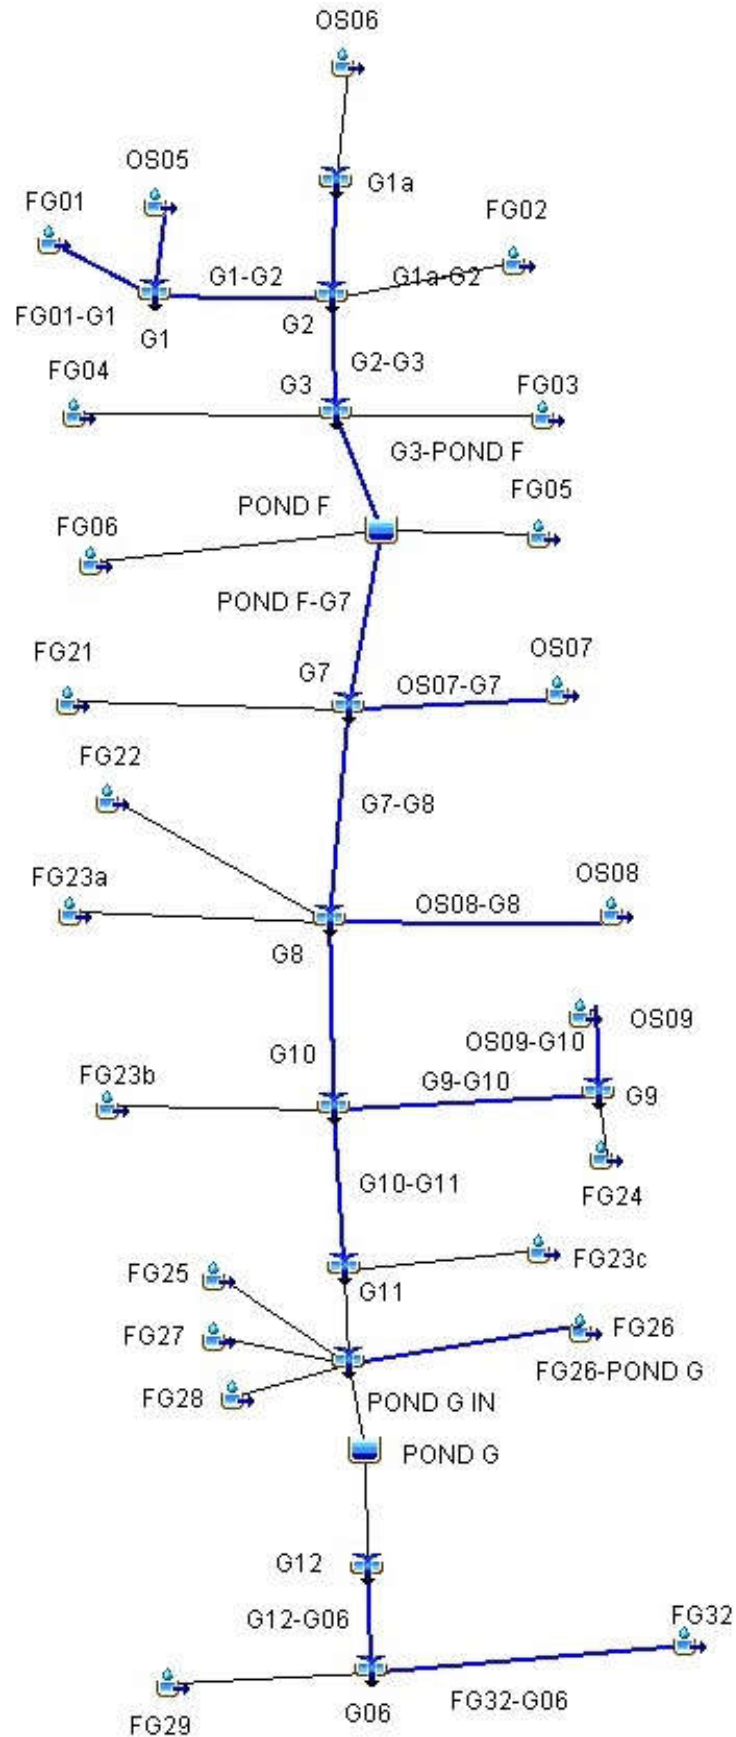 OS06
OS05
G1a
FG01
FG02
G1-G2
G1a-G2
FG01-G1
G1
G2
G2-G3
FG04
G3
FG03
G3-POND F
POND F
FG05
FG06
POND F-G7
FG21
G7
OS07-G7
OS07
FG22
G7-G8
FG23a
OS08-G8
OS08
G8
OS09
OS09-G10
G10
G9-G10
FG23b
G9
G10-G11
FG24
FG25
FG23c
G11
FG27
FG26
FG26-POND G
FG28
POND G IN
POND G
G12
G12-G06
FG32
FG32-G06
FG29
G06